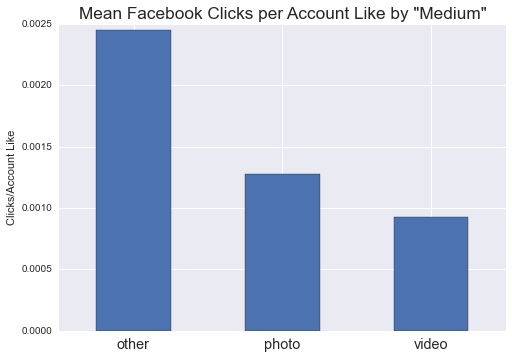 Mean Facebook Clicks per Account Like by "Medium"
0.0025
0.0020
0.0015
0.0010
0.0005
0.0000
Clicks/Account Like
other photo video